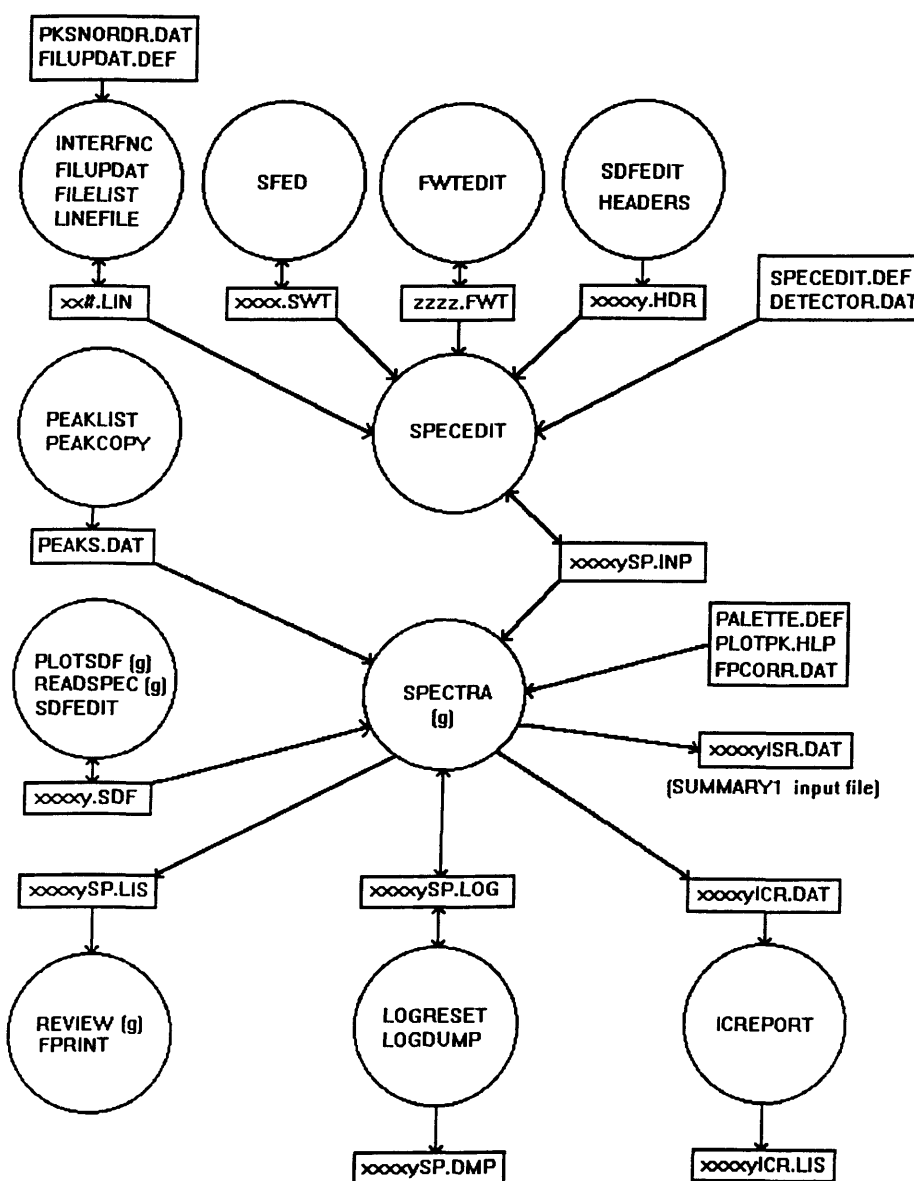 PKSNORDR.DAT
FILUPDAT.DEF
INTERFNC
FILUPDAT
FILELIST
LINEFILE
SFED
FWTEDIT
SDFEDIT
HEADERS
xx#.LIN
xxxx.SWT
zzzz.FWT
xxxxy.HDR
SPECEDIT.DEF
DETECTOR.DAT
PEAKLIST
PEAKCOPY
SPECEDIT
PEAKS.DAT
xxxxySP.INP
PLOTSDF (g)
READSPEC (g)
SDFEDIT
SPECTRA
(g)
PALETTE.DEF
PLOTPK.HLP
FPCORR.DAT
xxxxy.SDF
xxxxyISR.DAT
(SUMMARY1 input file)
xxxxySP.LIS
xxxxySP.LOG
xxxxyICR.DAT
REVIEW (g)
FPRINT
LOGRESET
LOGDUMP
ICREPORT
xxxxySP.DMP
xxxxyICR.LIS